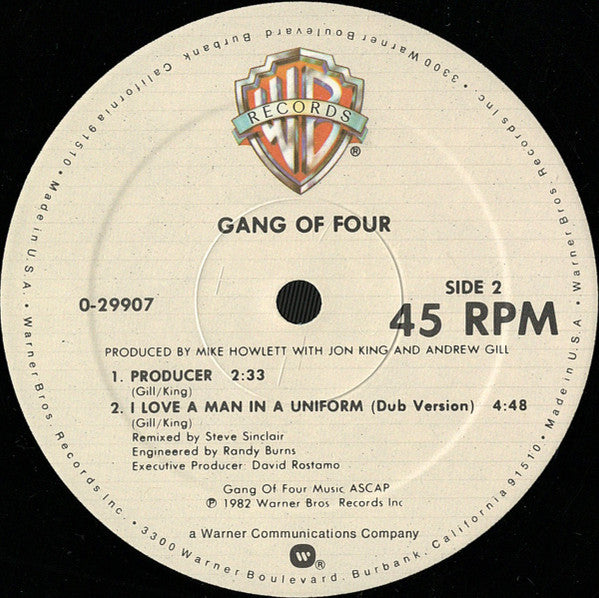 WB
RECORDS
®
GANG OF FOUR
0-29907
SIDE 2
45 RPM
PRODUCED BY MIKE HOWLETT WITH JON KING AND ANDREW GILL
1. PRODUCER 2:33
(Gill/King)
2. I LOVE A MAN IN A UNIFORM (Dub Version) 4:48
(Gill/King)
Remixed by Steve Sinclair
Engineered by Randy Burns
Executive Producer: David Rostamo
Gang Of Four Music ASCAP
℗ 1982 Warner Bros. Records Inc
a Warner Communications Company
W ®
Made in U.S.A. • Warner Bros. Records Inc. • 3300 Warner Boulevard, Burbank, California 91510 • Made in U.S.A • Warner Bros. Records Inc. • 3300 Warner Boulevard Burbank, California 91510 •